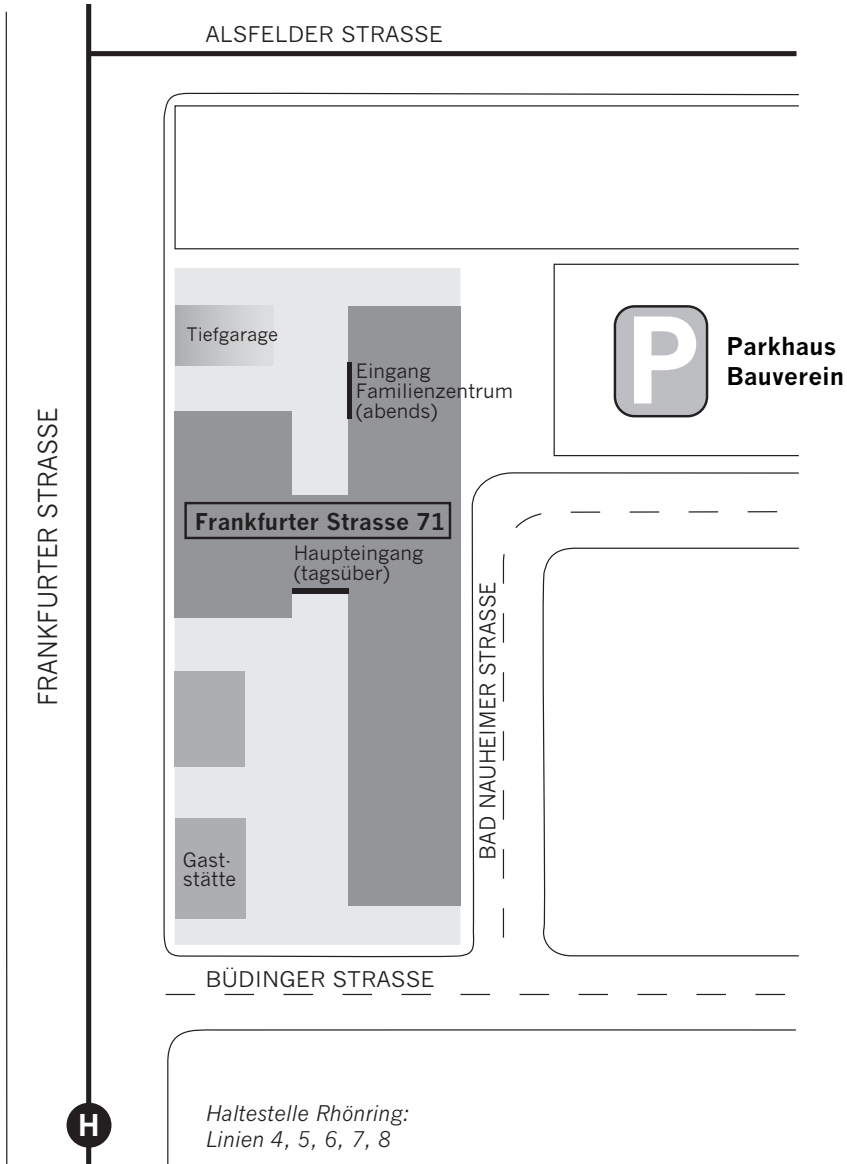 ALSFELDER STRASSE
Tiefgarage
Eingang
Familienzentrum
(abends)
P
Parkhaus
Bauverein
FRANKFURTER STRASSE
Frankfurter Strasse 71
Haupteingang
(tagsüber)
BAD NAUHEIMER STRASSE
Gast-
stätte
BÜDINGER STRASSE
H
Haltestelle Rhönring:
Linien 4, 5, 6, 7, 8